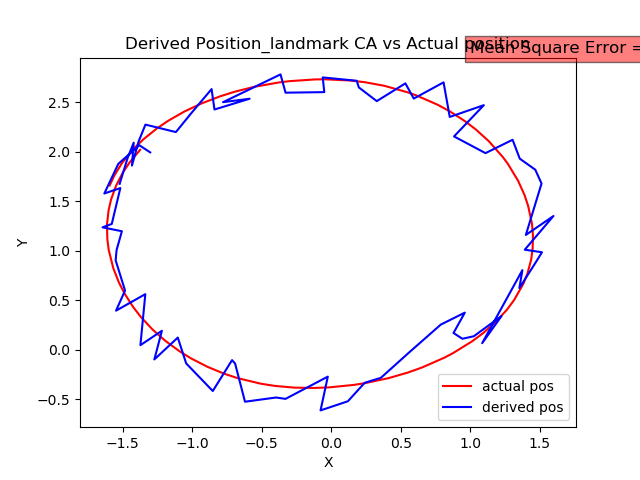 Derived Position_landmark CA vs Actual position
Mean Square Error =
Y
2.5
2.0
1.5
1.0
0.5
0.0
−0.5
−1.5 −1.0 −0.5 0.0 0.5 1.0 1.5
X
actual pos
derived pos